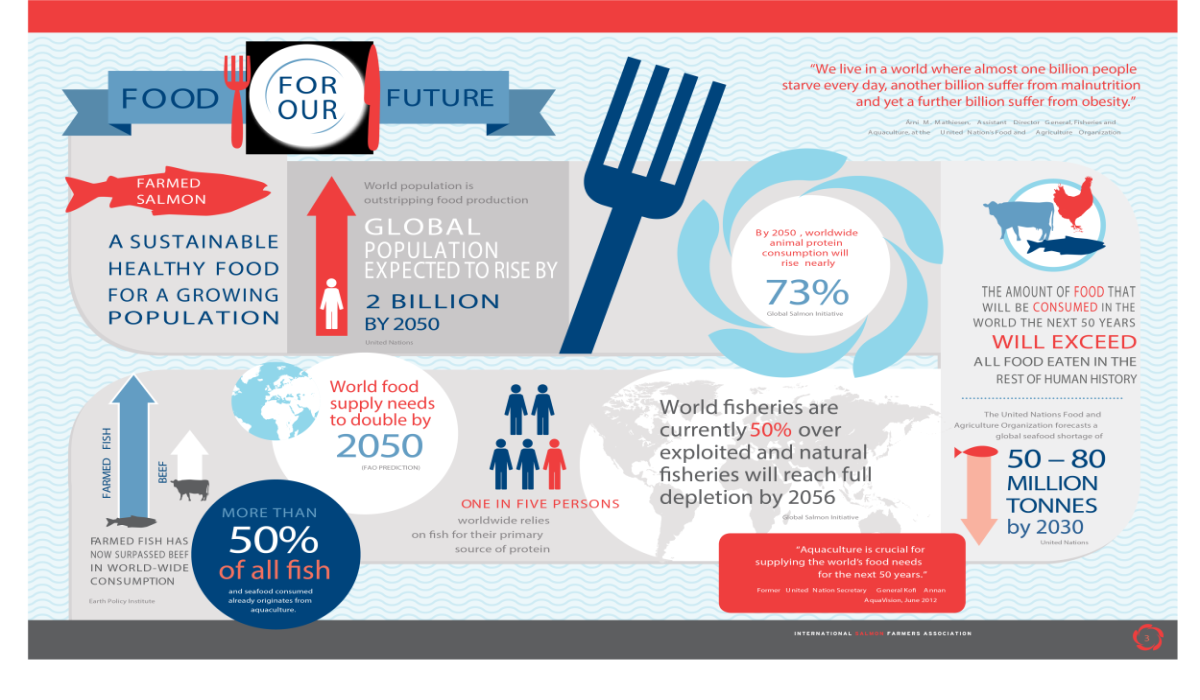 FOOD
FOR
OUR
FUTURE
"We live in a world where almost one billion people
starve every day, another billion suffer from malnutrition
and yet a further billion suffer from obesity."
Arni M. Mathiesen, Assistant Director General, Fisheries and
Aquaculture, at the United Nations Food and Agriculture Organization
FARMED
SALMON
A SUSTAINABLE
HEALTHY FOOD
FOR A GROWING
POPULATION
World population is
outstripping food production
GLOBAL
POPULATION
EXPECTED TO RISE BY
2 BILLION
BY 2050
United Nations
By 2050 , worldwide
animal protein
consumption will
rise nearly
73%
Global Salmon Initiative
THE AMOUNT OF FOOD THAT
WILL BE CONSUMED IN THE
WORLD THE NEXT 50 YEARS
WILL EXCEED
ALL FOOD EATEN IN THE
REST OF HUMAN HISTORY
The United Nations Food and
Agriculture Organization forecasts a
global seafood shortage of
50 – 80
MILLION
TONNES
by 2030
United Nations
FARMED FISH
BEEF
FARMED FISH HAS
NOW SURPASSED BEEF
IN WORLD-WIDE
CONSUMPTION
Earth Policy Institute
MORE THAN
50%
of all fish
and seafood consumed
already originates from
aquaculture.
World food
supply needs
to double by
2050
(FAO PREDICTION)
ONE IN FIVE PERSONS
worldwide relies
on fish for their primary
source of protein
World fisheries are
currently 50% over
exploited and natural
fisheries will reach full
depletion by 2056
Global Salmon Initiative
"Aquaculture is crucial for
supplying the world's food needs
for the next 50 years."
Former United Nation Secretary General Kofi Annan
AquaVision, June 2012
INTERNATIONAL SALMON FARMERS ASSOCIATION
3